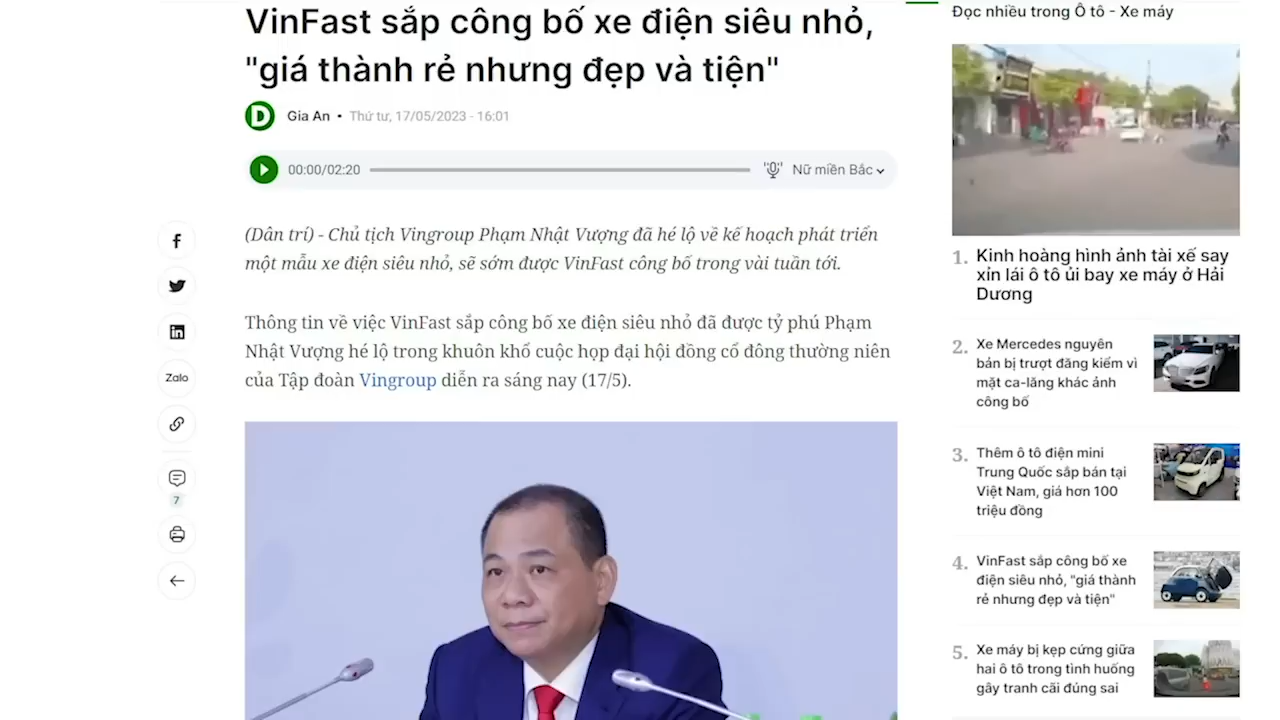 VinFast sắp công bố xe điện siêu nhỏ,
"giá thành rẻ nhưng đẹp và tiện"
D
Gia An • Thứ tư, 17/05/2023 - 16:01
00:00/02:20
Nữ miền Bắc
(Dân trí) - Chủ tịch Vingroup Phạm Nhật Vượng đã hé lộ về kế hoạch phát triển
một mẫu xe điện siêu nhỏ, sẽ sớm được VinFast công bố trong vài tuần tới.
Thông tin về việc VinFast sắp công bố xe điện siêu nhỏ đã được tỷ phú Phạm
Nhật Vượng hé lộ trong khuôn khổ cuộc họp đại hội đồng cổ đông thường niên
của Tập đoàn Vingroup diễn ra sáng nay (17/5).
Zalo
7
Đọc nhiều trong Ô tô - Xe máy
1. Kinh hoàng hình ảnh tài xế say
xỉn lái ô tô ủi bay xe máy ở Hải
Dương
2. Xe Mercedes nguyên
bản bị trượt đăng kiểm vì
mặt ca-lăng khác ảnh
công bố
3. Thêm ô tô điện mini
Trung Quốc sắp bán tại
Việt Nam, giá hơn 100
triệu đồng
4. VinFast sắp công bố xe
điện siêu nhỏ, "giá thành
rẻ nhưng đẹp và tiện"
5. Xe máy bị kẹp cứng giữa
hai ô tô trong tình huống
gây tranh cãi đúng sai